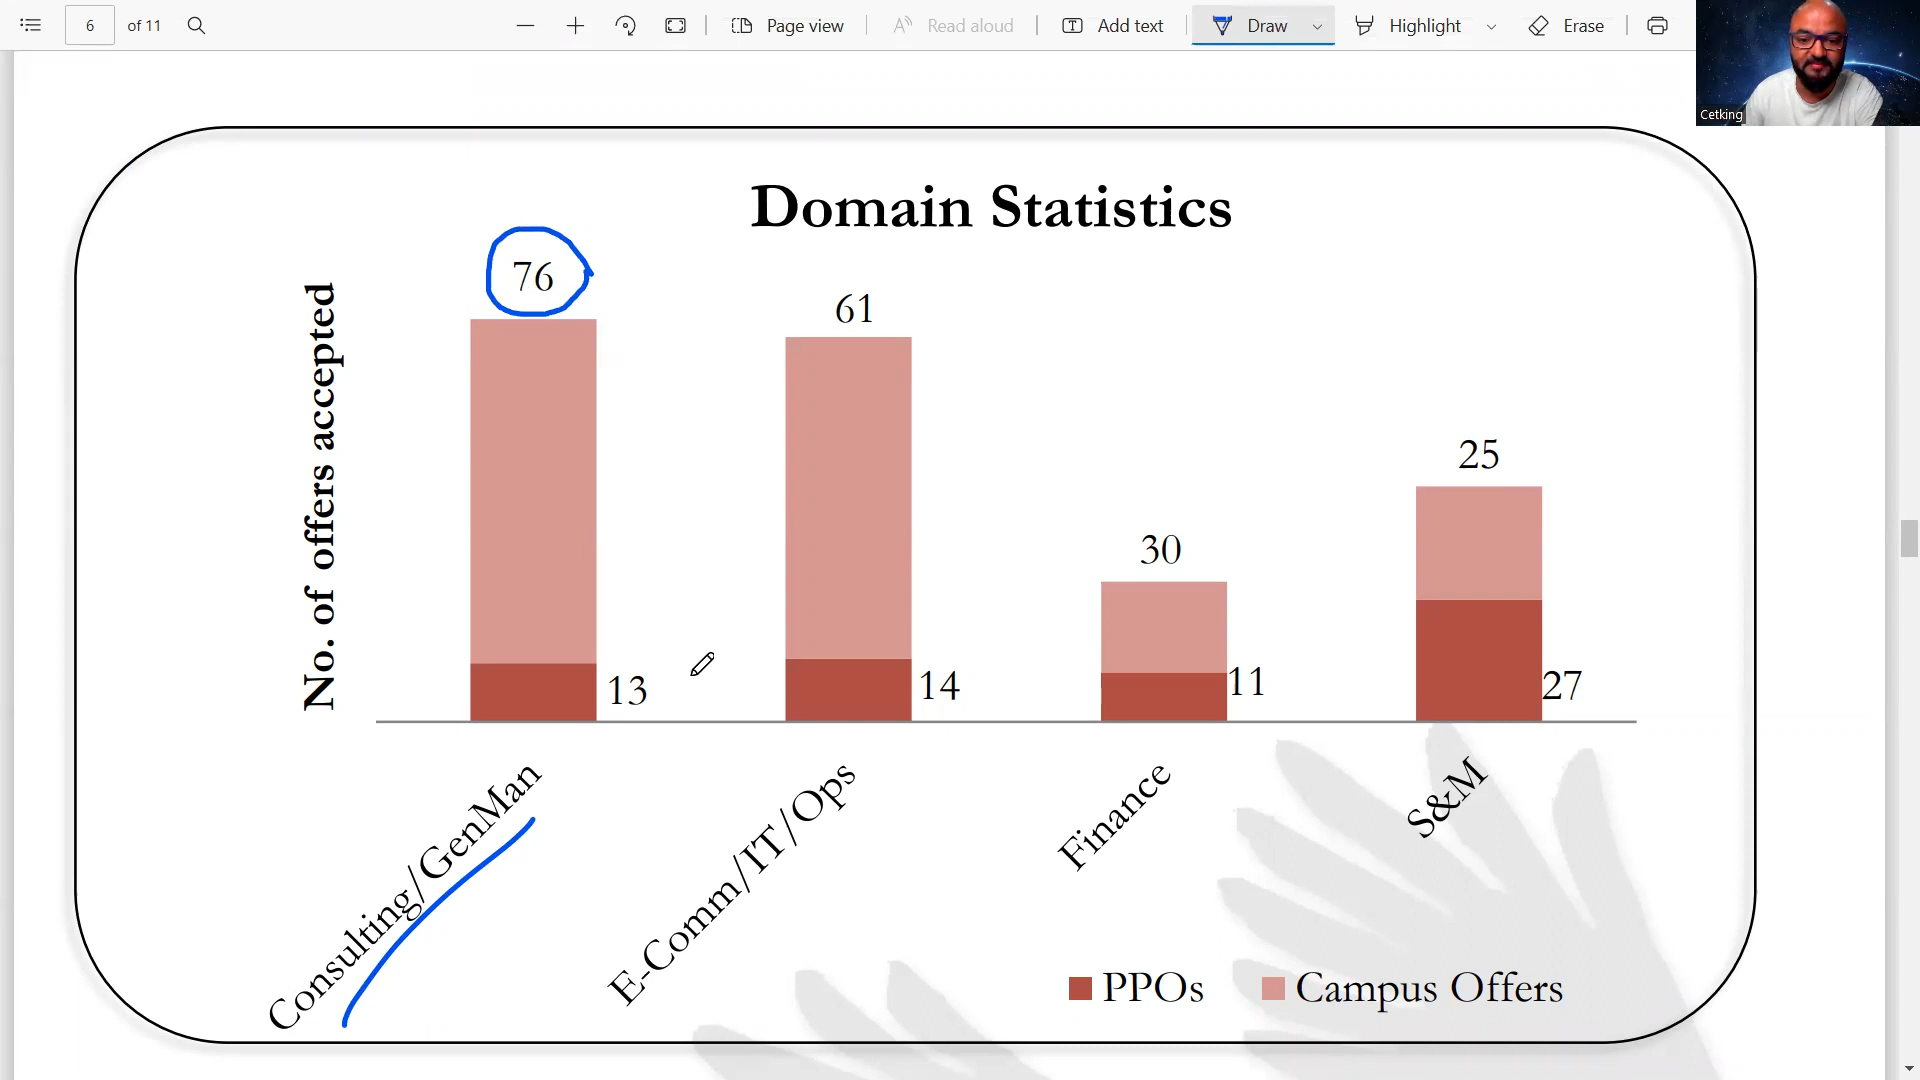 6 of 11 Page view Read aloud Add text Draw Highlight Erase
Cetking
Domain Statistics
No. of offers accepted
76
61
30
25
13
14
11
27
Consulting/GenMan
E-Comm/IT/Ops
Finance
S&M
PPOs Campus Offers